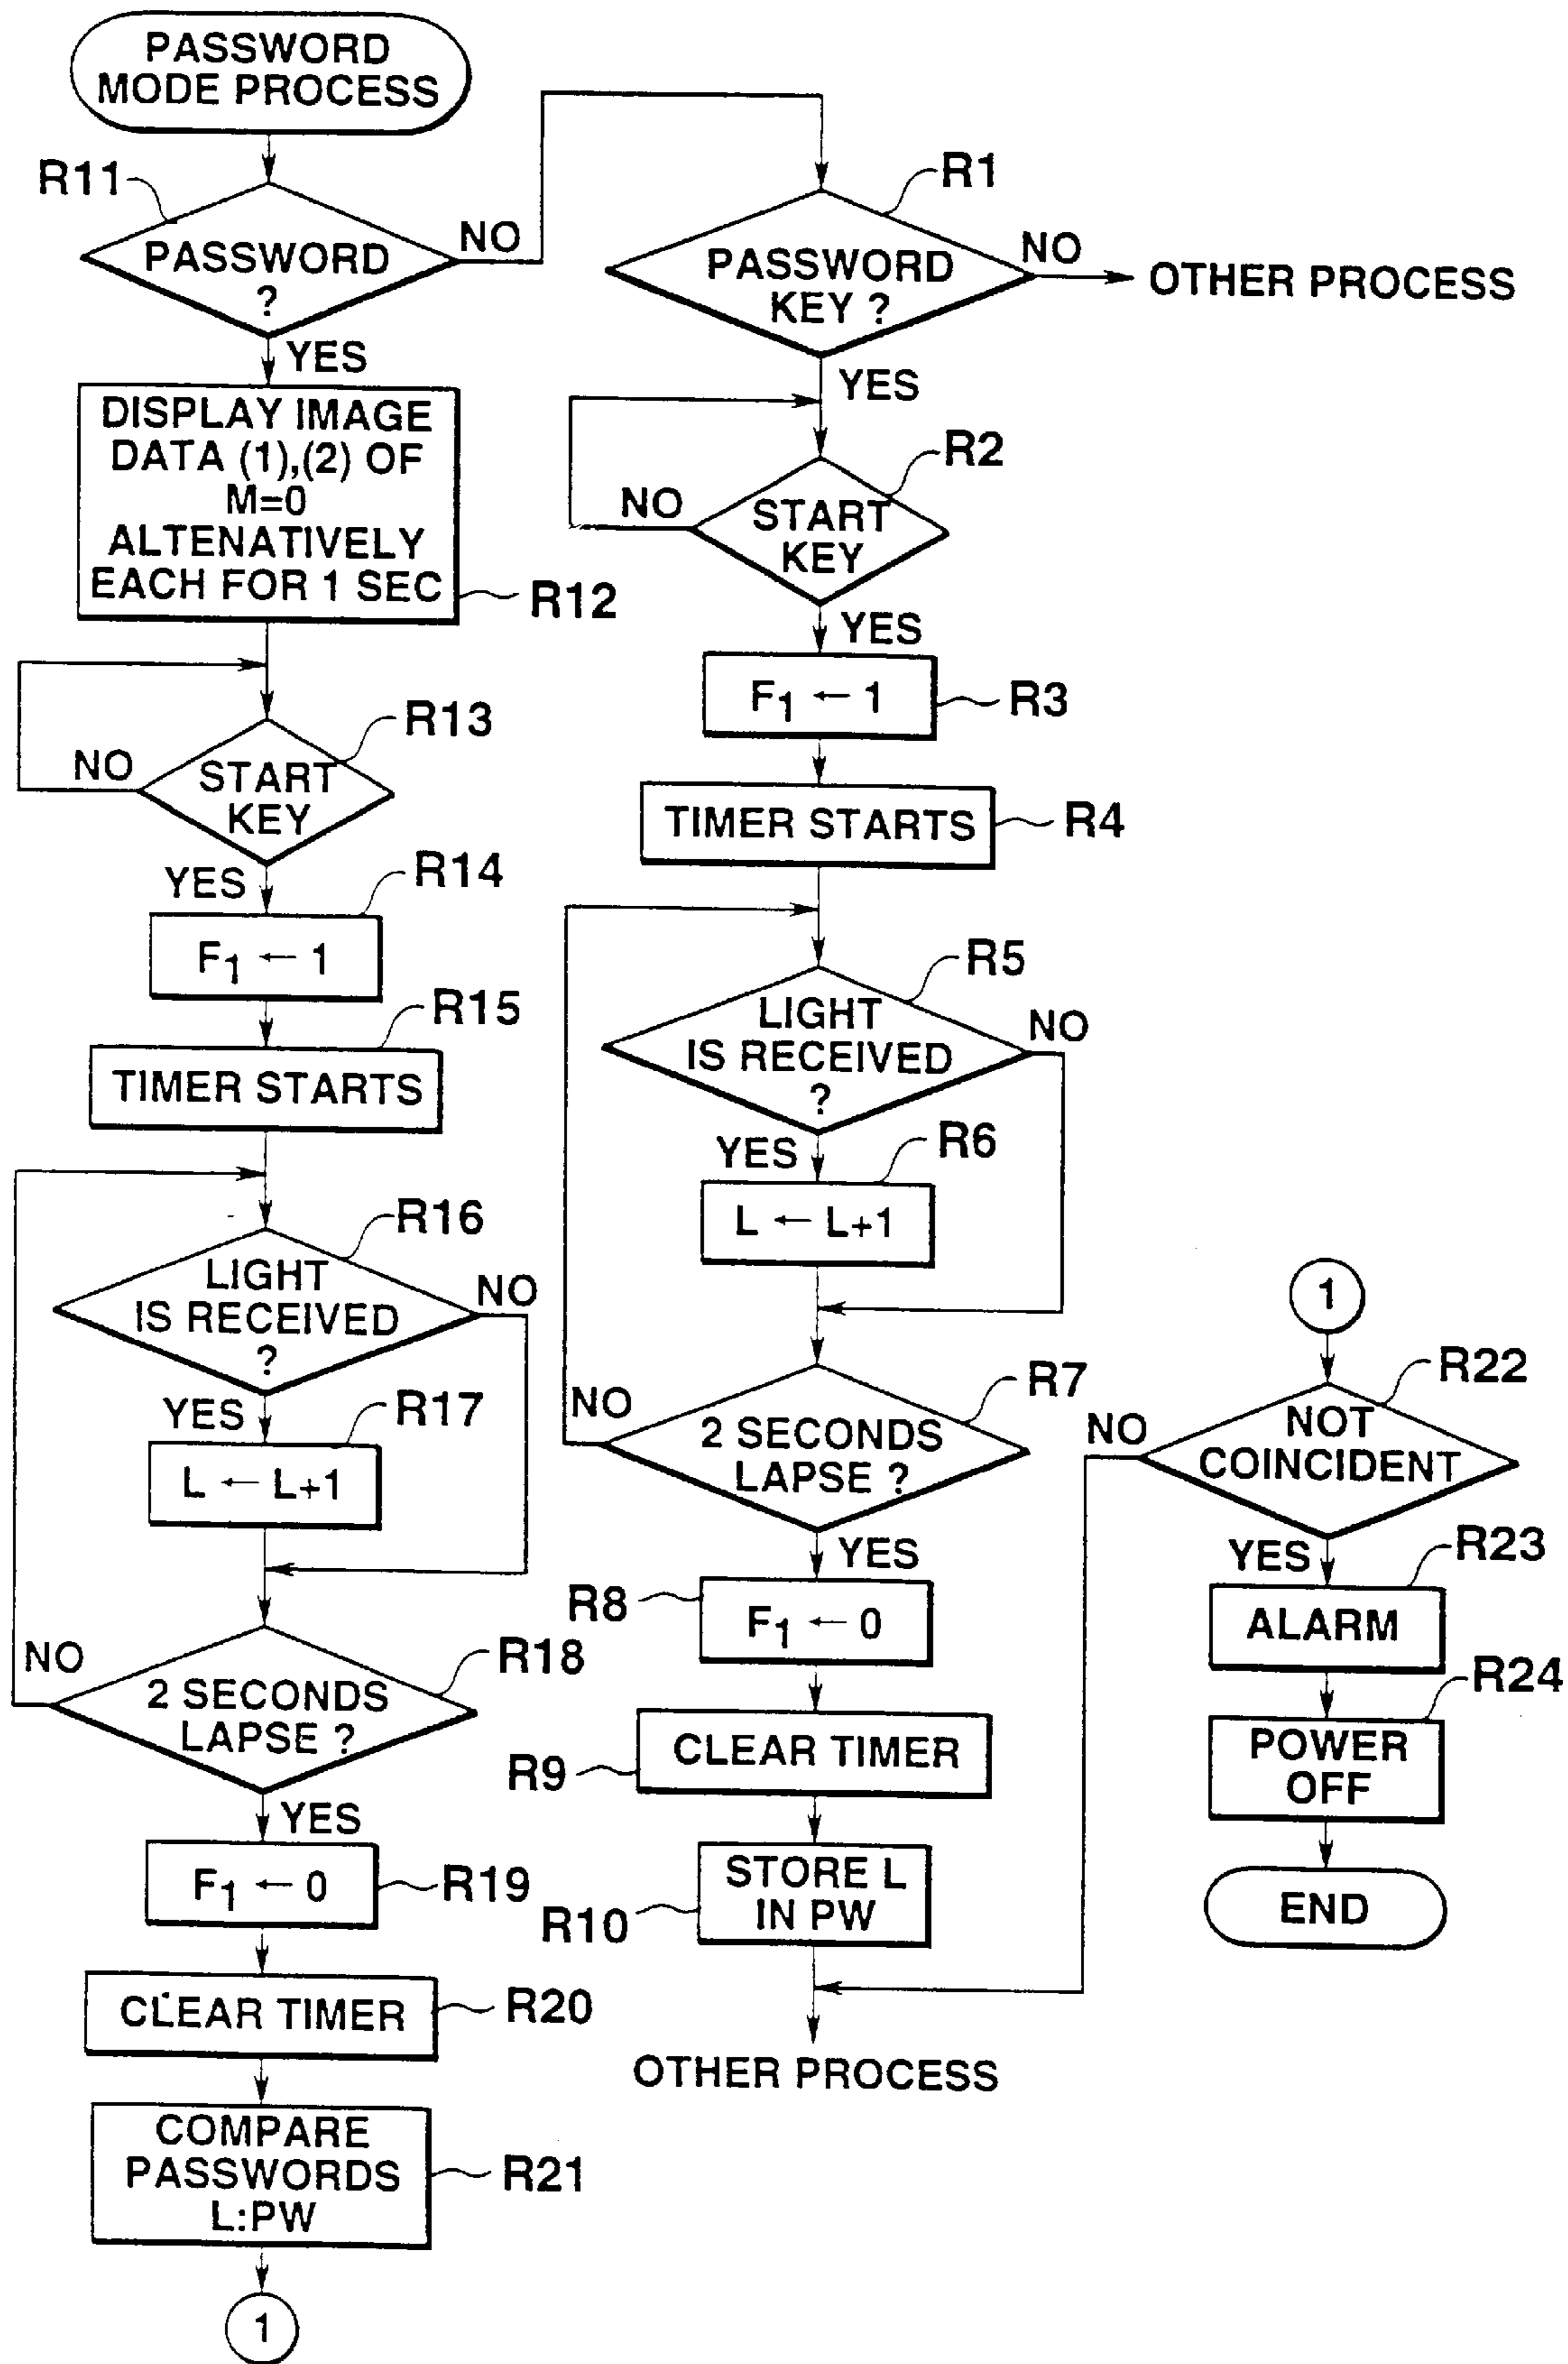 PASSWORD
MODE PROCESS
R11
PASSWORD
?
NO
YES
DISPLAY IMAGE
DATA (1),(2) OF
M=0
ALTENATIVELY
EACH FOR 1 SEC
R12
R13
NO
START
KEY
YES
R14
F1 ← 1
R15
TIMER STARTS
R16
LIGHT
IS RECEIVED
?
NO
YES
R17
L ← L+1
R18
NO
2 SECONDS
LAPSE ?
YES
F1 ← 0
R19
CLEAR TIMER
R20
COMPARE
PASSWORDS
L:PW
R21
1
R1
PASSWORD
KEY ?
NO
OTHER PROCESS
YES
R2
NO
START
KEY
YES
F1 ← 1
R3
TIMER STARTS
R4
R5
LIGHT
IS RECEIVED
?
NO
YES
R6
L ← L+1
R7
NO
2 SECONDS
LAPSE ?
YES
R8
F1 ← 0
R9
CLEAR TIMER
R10
STORE L
IN PW
OTHER PROCESS
1
R22
NO
NOT
COINCIDENT
YES
R23
ALARM
R24
POWER
OFF
END